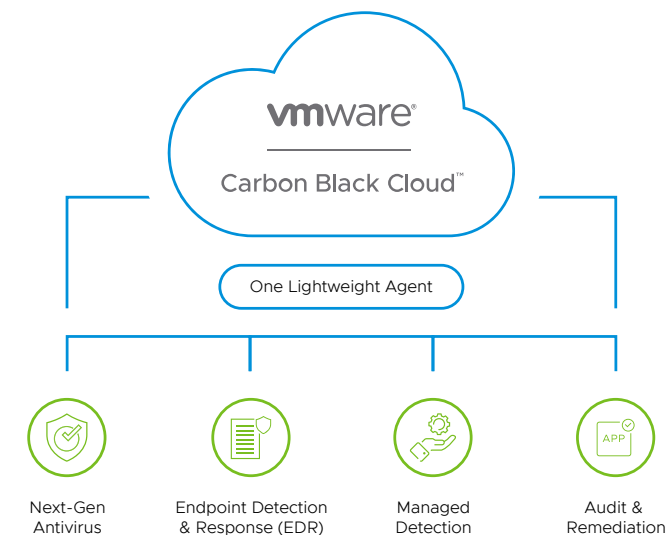 vmware®
Carbon Black Cloud™
One Lightweight Agent
APP
Next-Gen
Antivirus
Endpoint Detection
& Response (EDR)
Managed
Detection
Audit &
Remediation